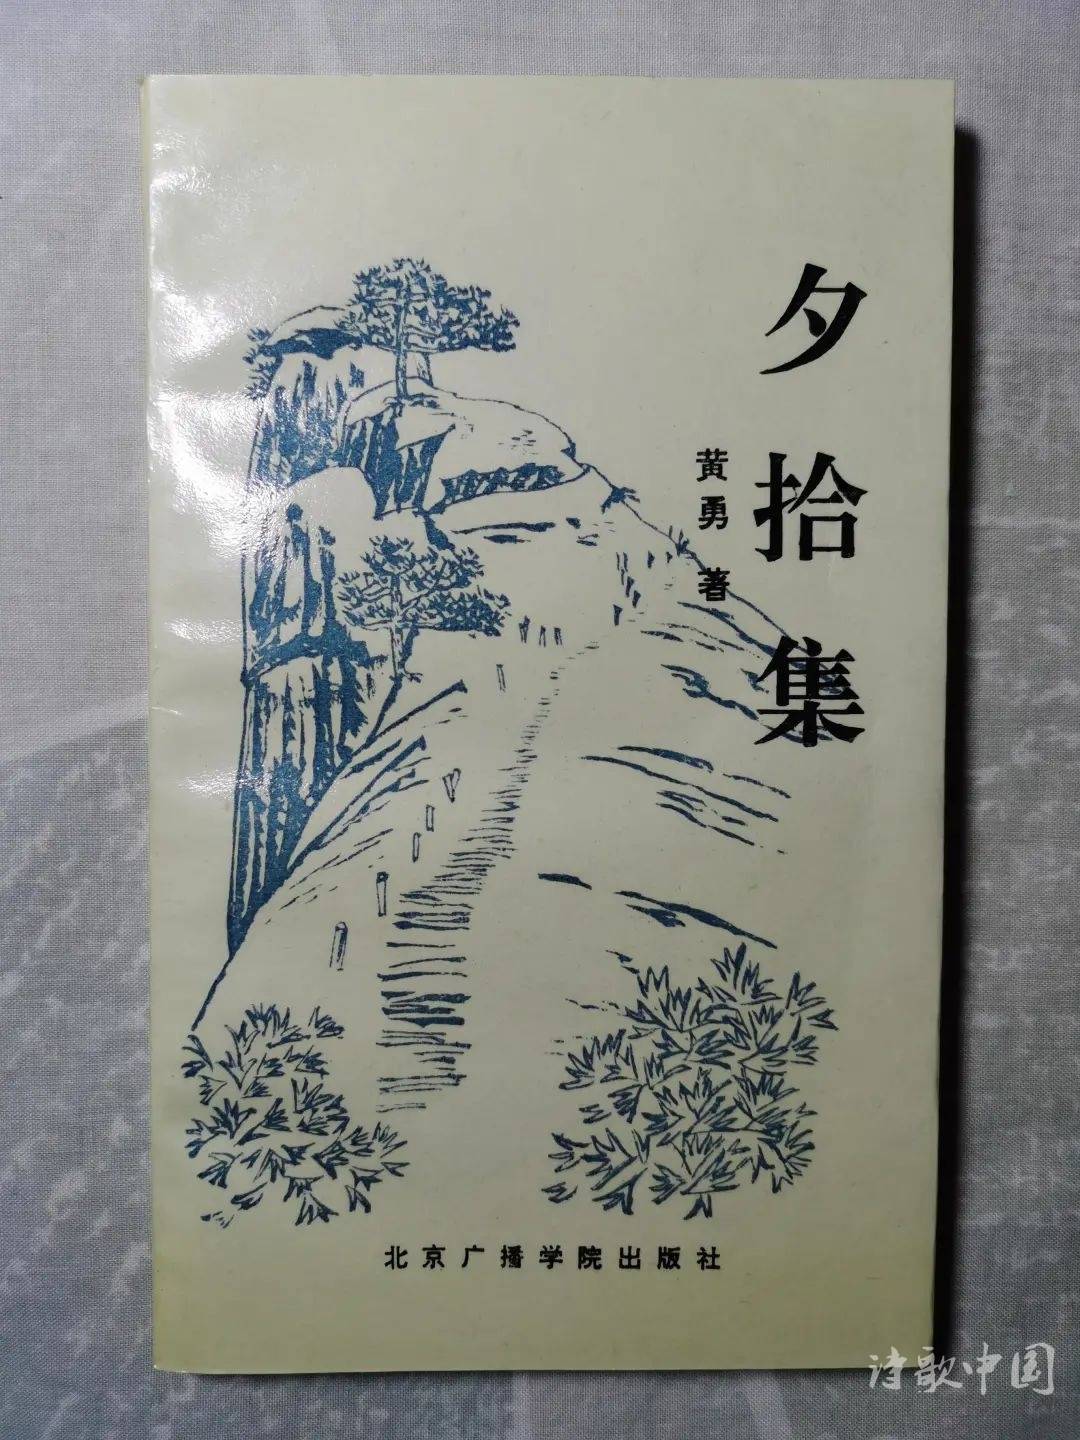 夕拾集
黄勇 著
北京广播学院出版社
诗歌中国